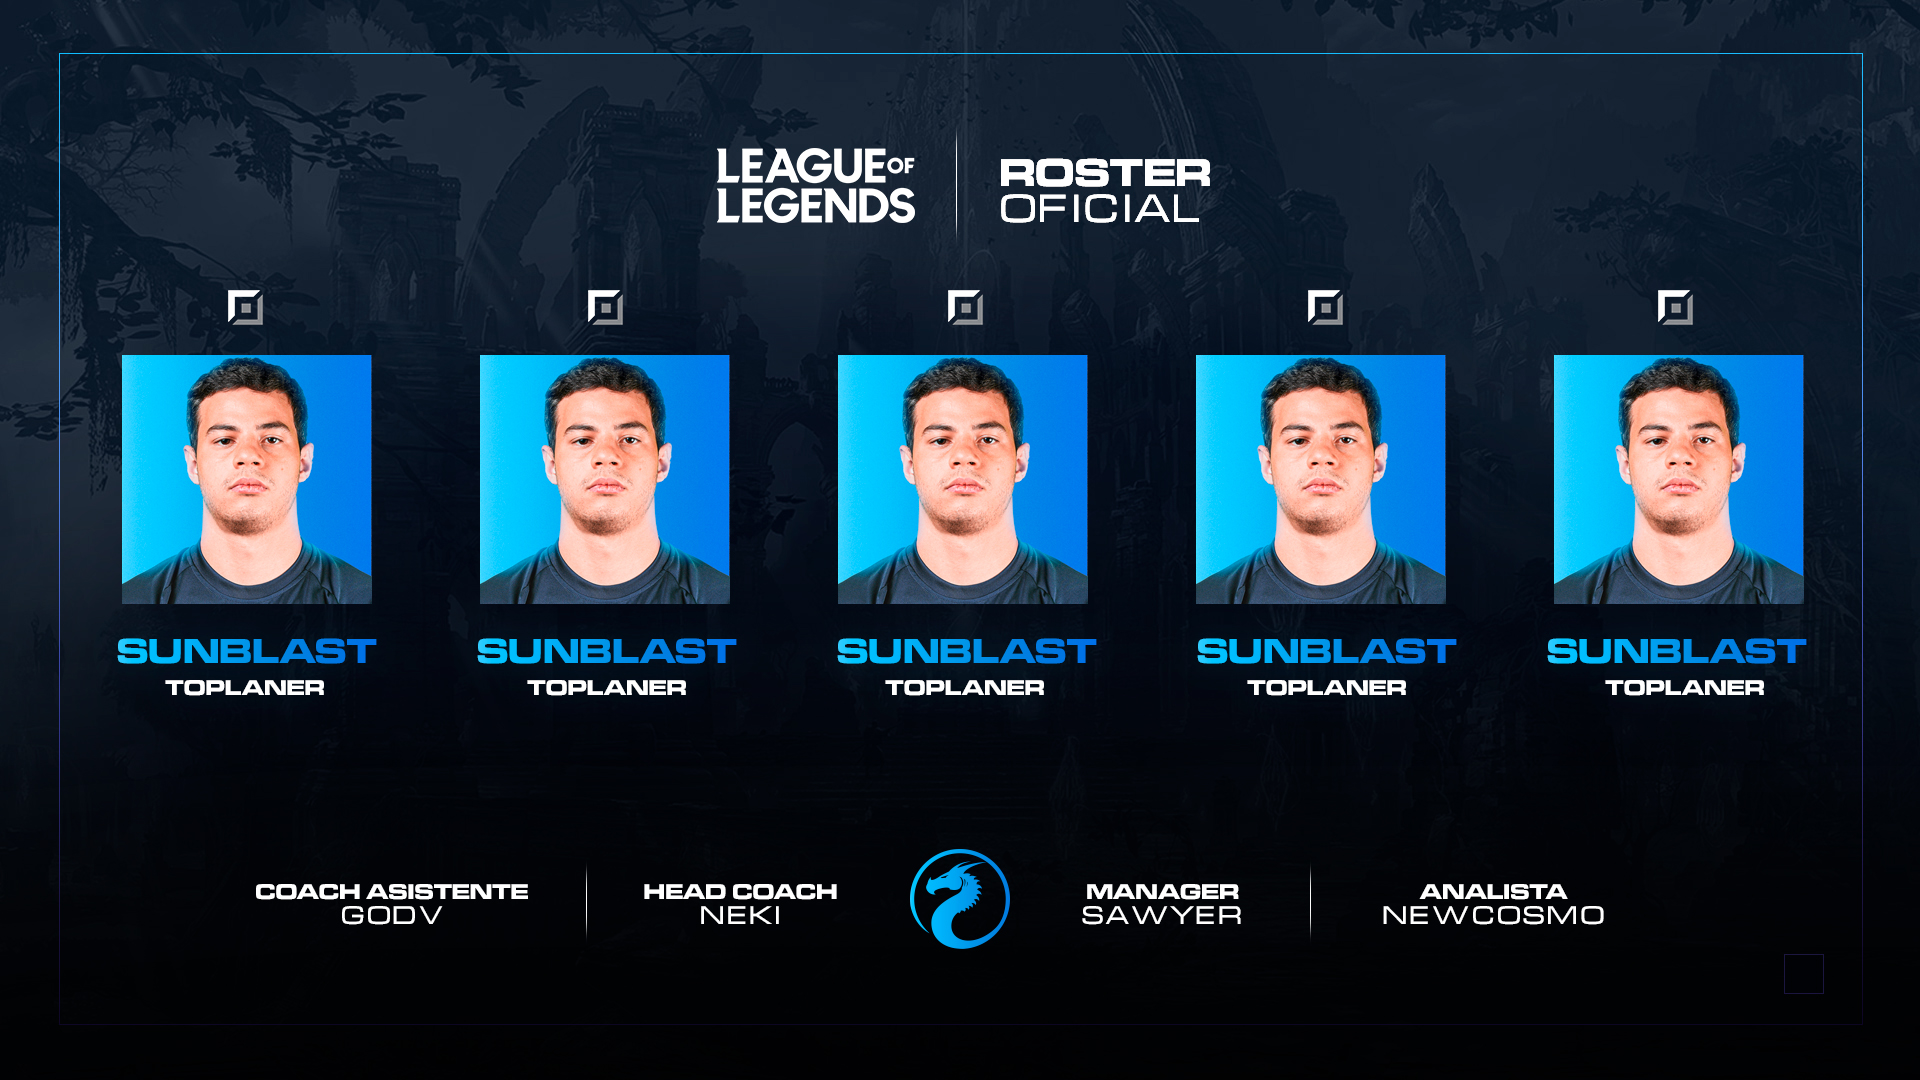 LEAGUE OF
LEGENDS
ROSTER
OFICIAL
SUNBLAST
TOPLANER
SUNBLAST
TOPLANER
SUNBLAST
TOPLANER
SUNBLAST
TOPLANER
SUNBLAST
TOPLANER
COACH ASISTENTE
GODV
HEAD COACH
NEKI
MANAGER
SAWYER
ANALISTA
NEWCOSMO